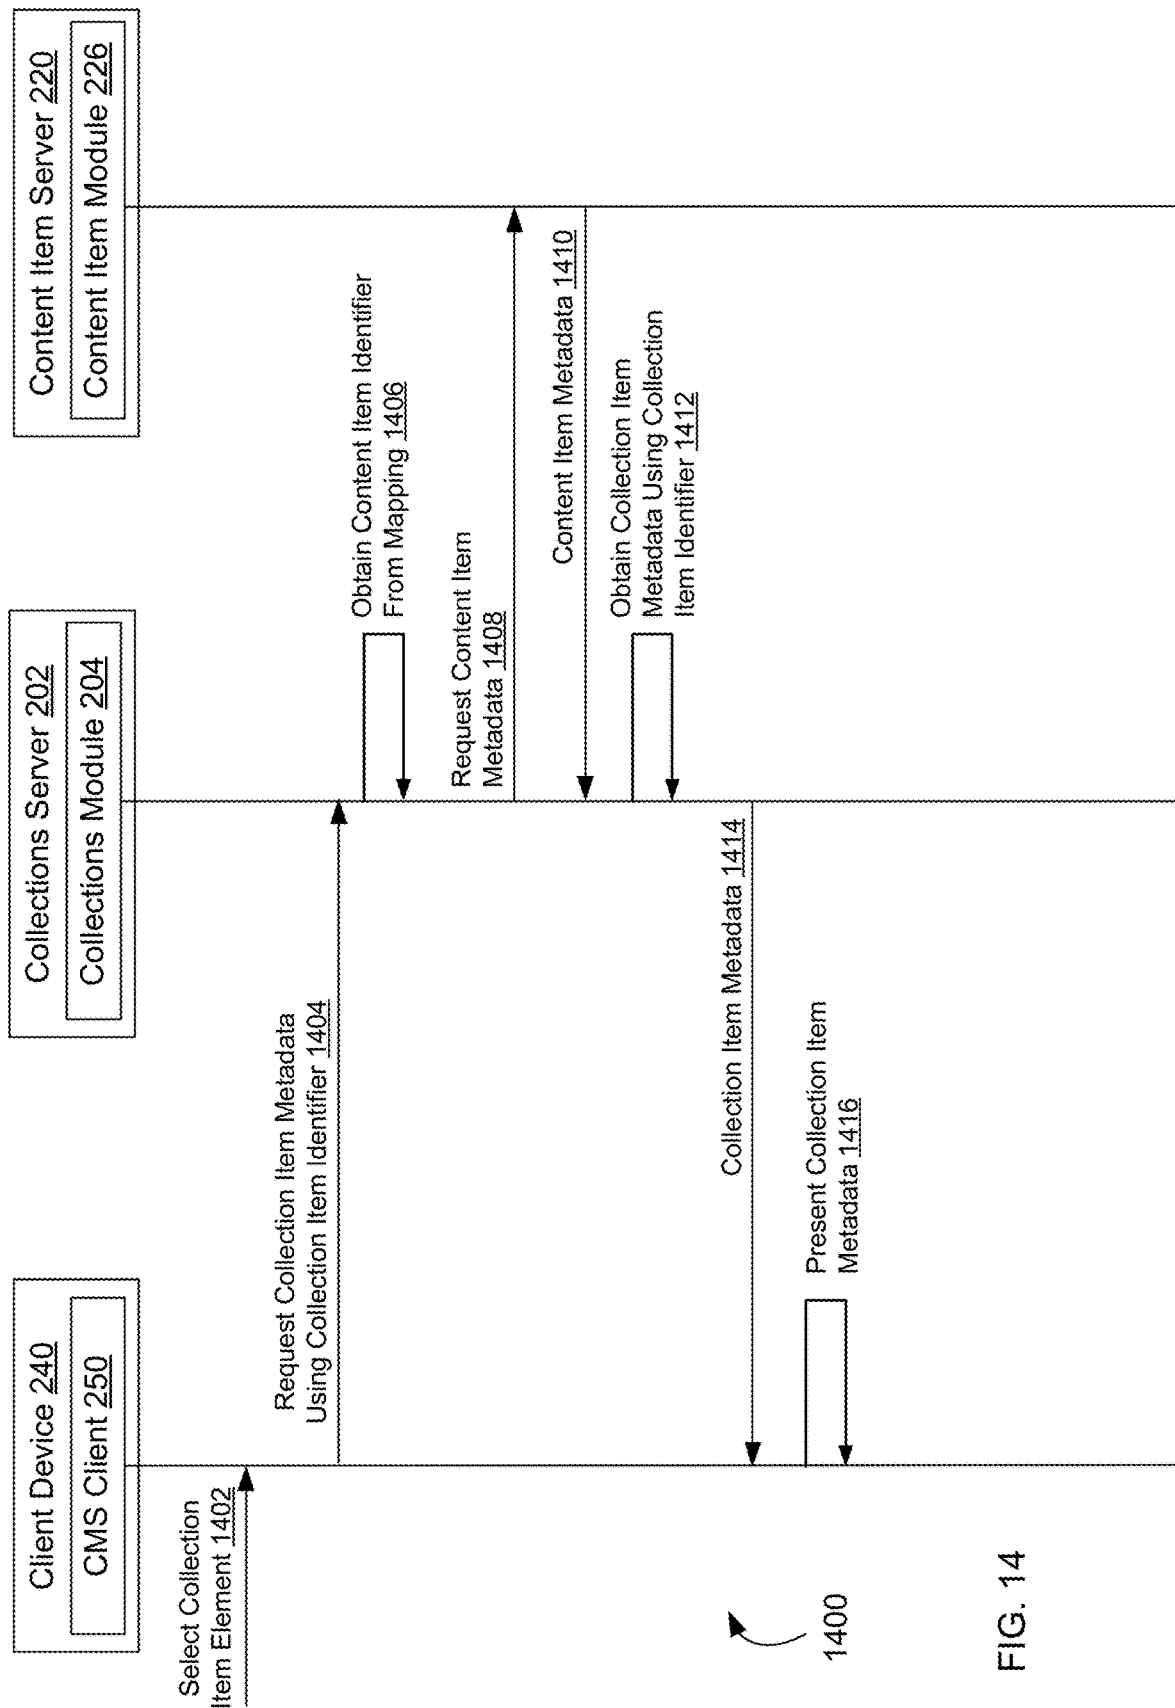 Client Device 240
CMS Client 250
Collections Server 202
Collections Module 204
Content Item Server 220
Content Item Module 226
Select Collection
Item Element 1402
Request Collection Item Metadata
Using Collection Item Identifier 1404
Obtain Content Item Identifier
From Mapping 1406
Request Content Item
Metadata 1408
Content Item Metadata 1410
Obtain Collection Item
Metadata Using Collection
Item Identifier 1412
Collection Item Metadata 1414
Present Collection Item
Metadata 1416
1400
FIG. 14